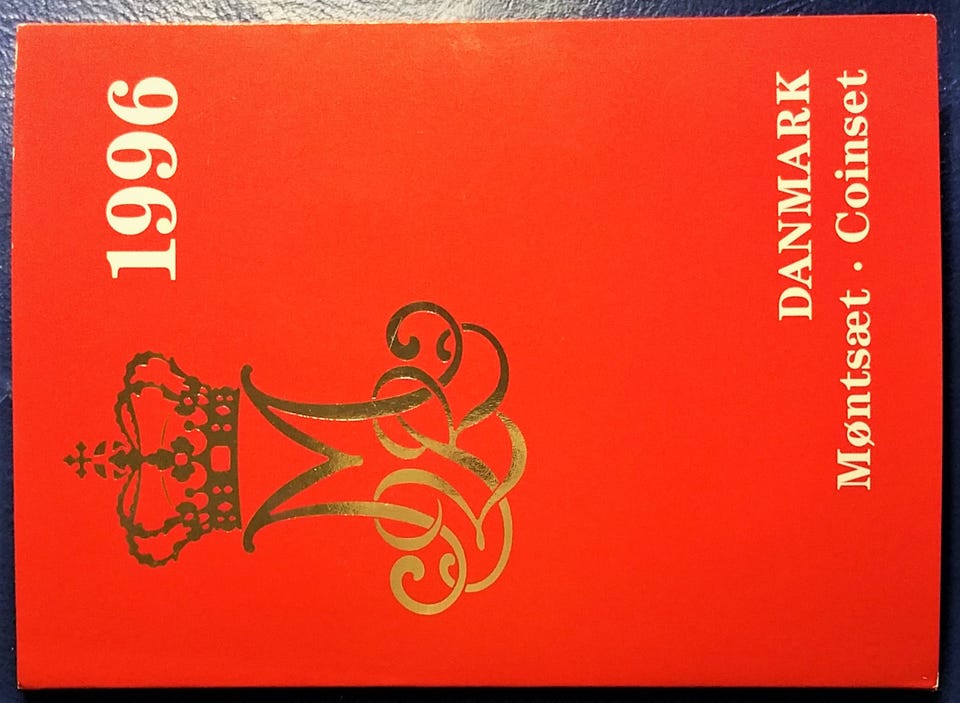 1996
DANMARK
Møntsæt · Coinset